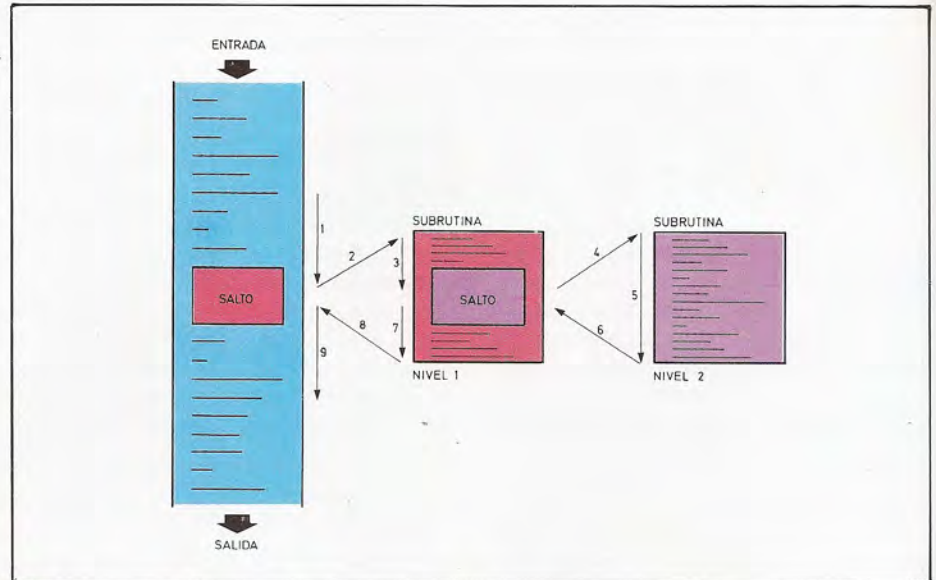 ENTRADA
SUBRUTINA
SUBRUTINA
1
2
3
4
5
SALTO
SALTO
6
7
8
9
NIVEL 1
NIVEL 2
SALIDA